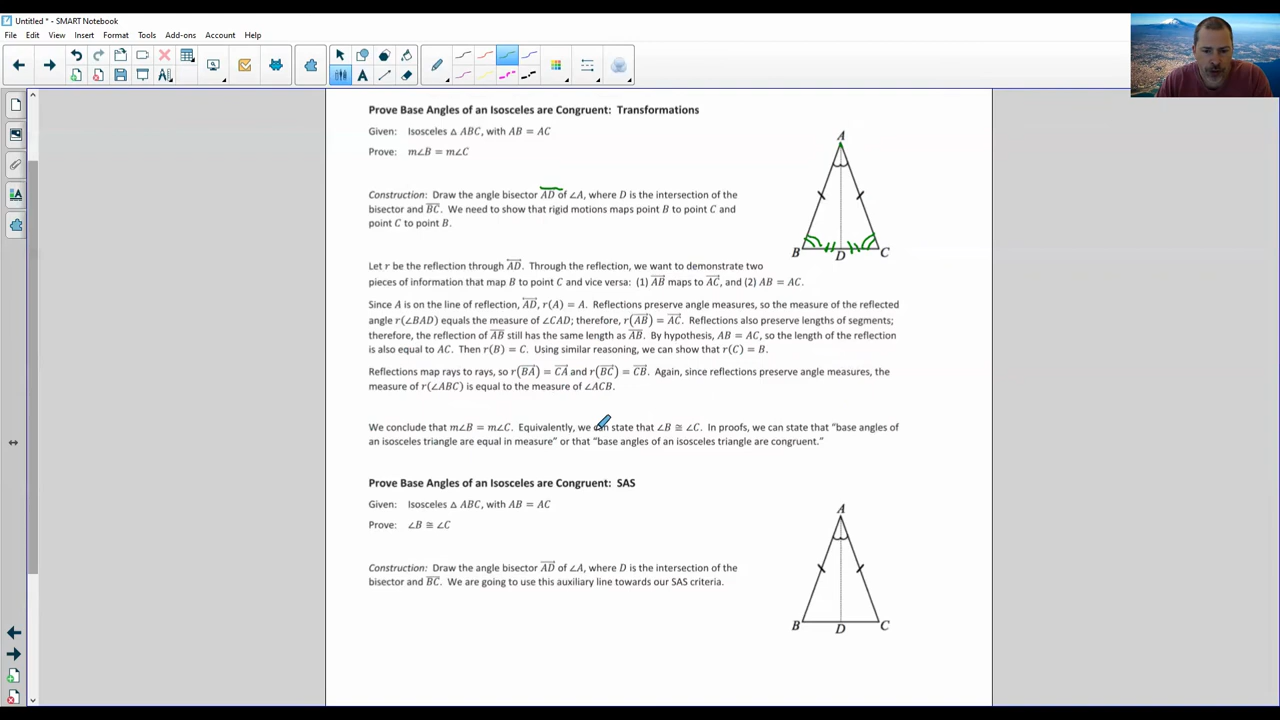 Untitled * - SMART Notebook
File Edit View Insert Format Tools Add-ons Account Help
Prove Base Angles of an Isosceles are Congruent: Transformations
Given: Isosceles △ ABC, with AB = AC
Prove: m∠B = m∠C
Construction: Draw the angle bisector A͞D⃗ of ∠A, where D is the intersection of the
bisector and B͞C͞. We need to show that rigid motions maps point B to point C and
point C to point B.
A
B D C
Let r be the reflection through A͞D⃡. Through the reflection, we want to demonstrate two
pieces of information that map B to point C and vice versa: (1) AB⃗ maps to AC⃗, and (2) AB = AC.
Since A is on the line of reflection, AD⃡, r(A) = A. Reflections preserve angle measures, so the measure of the reflected
angle r(∠BAD) equals the measure of ∠CAD; therefore, r(AB⃗) = AC⃗. Reflections also preserve lengths of segments;
therefore, the reflection of A͞B͞ still has the same length as A͞B͞. By hypothesis, AB = AC, so the length of the reflection
is also equal to AC. Then r(B) = C. Using similar reasoning, we can show that r(C) = B.
Reflections map rays to rays, so r(BA⃗) = CA⃗ and r(BC⃗) = CB⃗. Again, since reflections preserve angle measures, the
measure of r(∠ABC) is equal to the measure of ∠ACB.
We conclude that m∠B = m∠C. Equivalently, we can state that ∠B ≅ ∠C. In proofs, we can state that “base angles of
an isosceles triangle are equal in measure” or that “base angles of an isosceles triangle are congruent.”
Prove Base Angles of an Isosceles are Congruent: SAS
Given: Isosceles △ ABC, with AB = AC
Prove: ∠B ≅ ∠C
Construction: Draw the angle bisector AD⃗ of ∠A, where D is the intersection of the
bisector and B͞C͞. We are going to use this auxiliary line towards our SAS criteria.
A
B D C